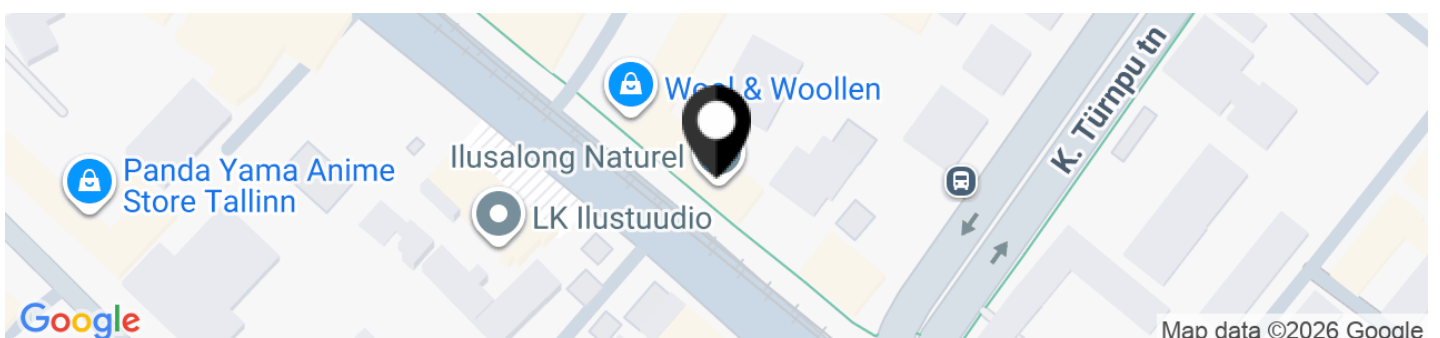 Wool & Woollen
K. Türnpu tn
Ilusalong Naturel
Panda Yama Anime
Store Tallinn
LK Ilustuudio
Google
Map data ©2026 Google